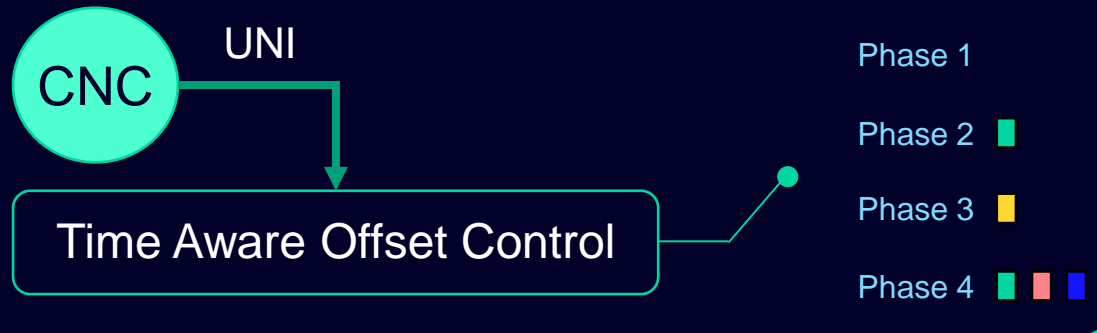 UNI
CNC
Time Aware Offset Control
Phase 1
Phase 2
Phase 3
Phase 4